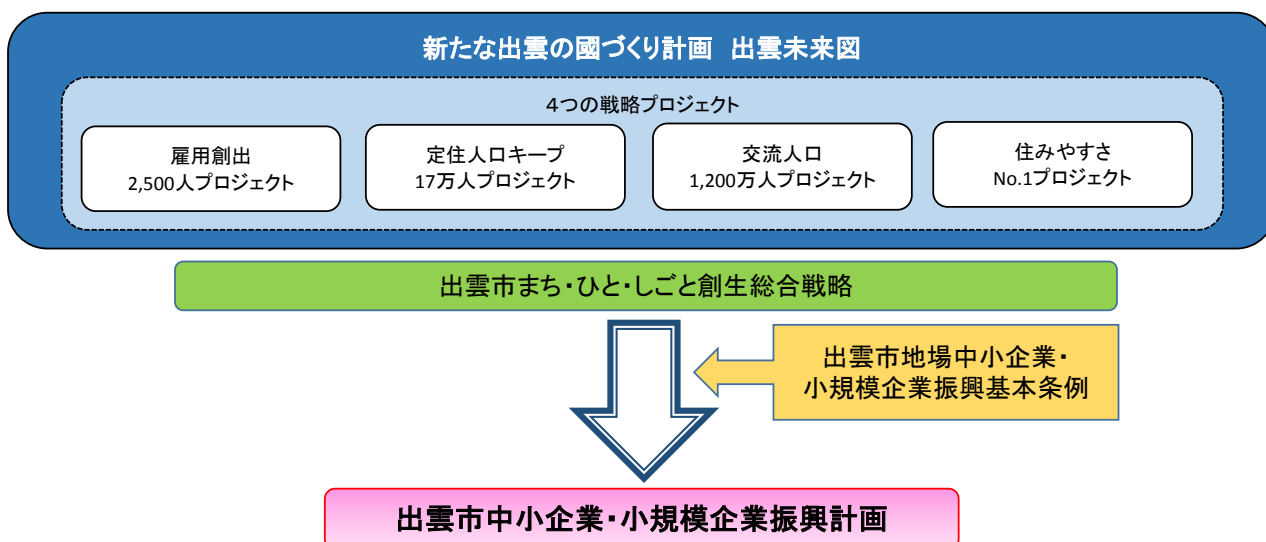 新たな出雲の國づくり計画 出雲未来図
4つの戦略プロジェクト
雇用創出
2,500人プロジェクト
定住人口キープ
17万人プロジェクト
交流人口
1,200万人プロジェクト
住みやすさ
No.1プロジェクト
出雲市まち・ひと・しごと創生総合戦略
出雲市地場中小企業・
小規模企業振興基本条例
出雲市中小企業・小規模企業振興計画